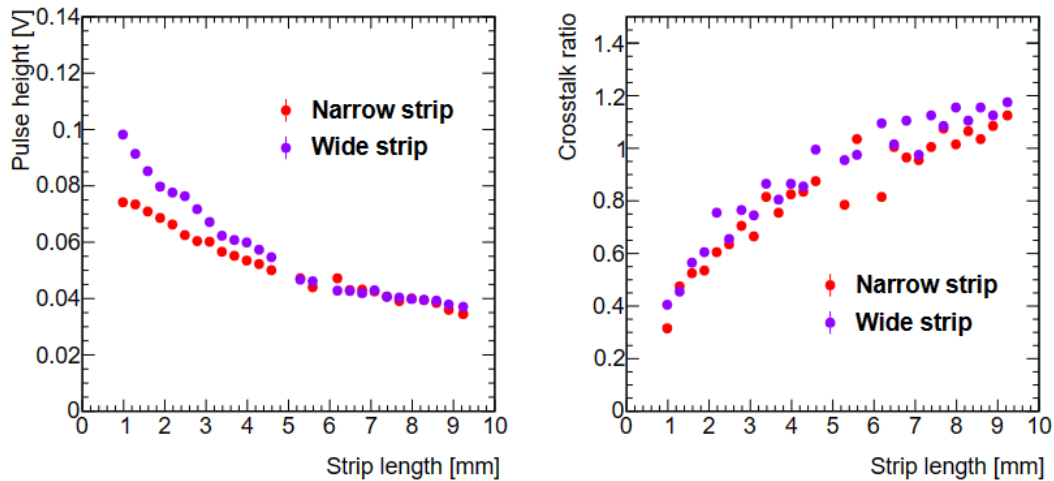 Pulse height [V]
0.14
0.12
0.1
0.08
0.06
0.04
0.02
0
Narrow strip
Wide strip
0 1 2 3 4 5 6 7 8 9 10
Strip length [mm]
Crosstalk ratio
1.4
1.2
1
0.8
0.6
0.4
0.2
0
Narrow strip
Wide strip
0 1 2 3 4 5 6 7 8 9 10
Strip length [mm]